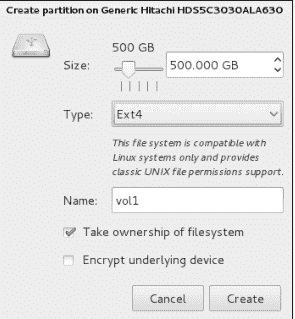 Create partition on Generic Hitachi HDS5C3030ALA630
500 GB
Size: 500.000 GB
Type: Ext4
This file system is compatible with
Linux systems only and provides
classic UNIX file permissions support.
Name: vol1
Take ownership of filesystem
Encrypt underlying device
Cancel Create